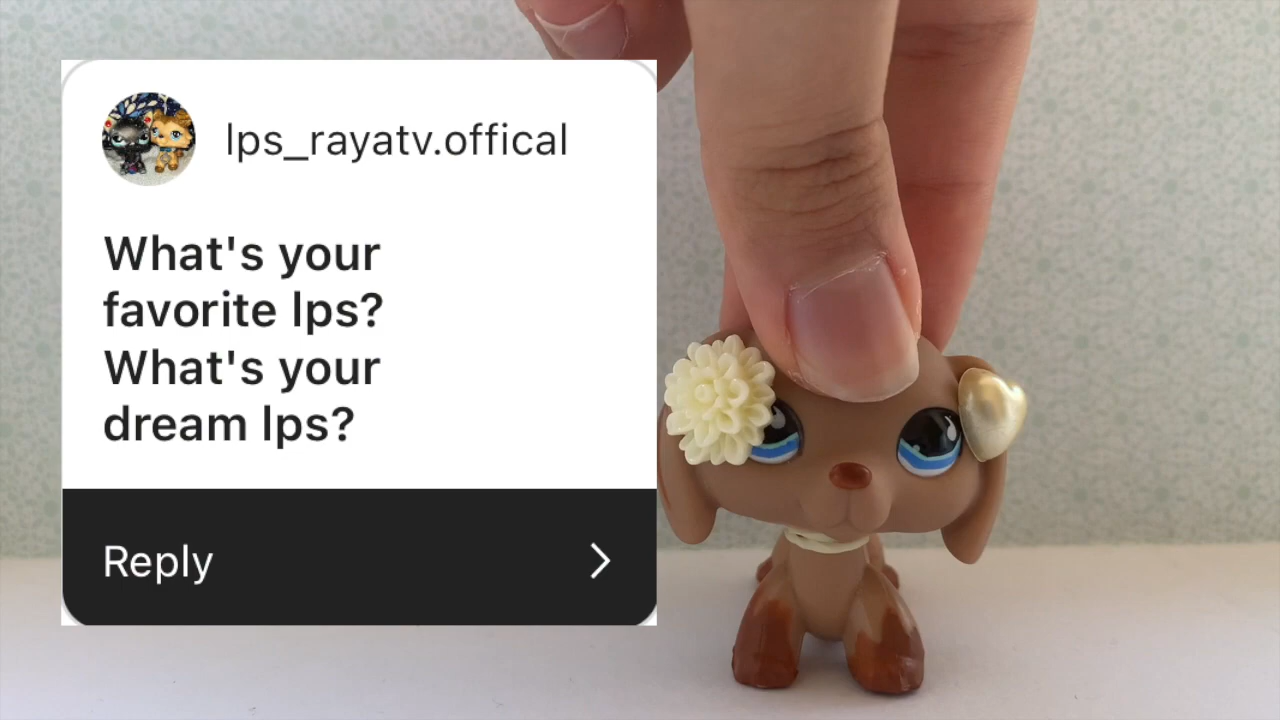 lps_rayatv.offical
What's your
favorite lps?
What's your
dream lps?
Reply